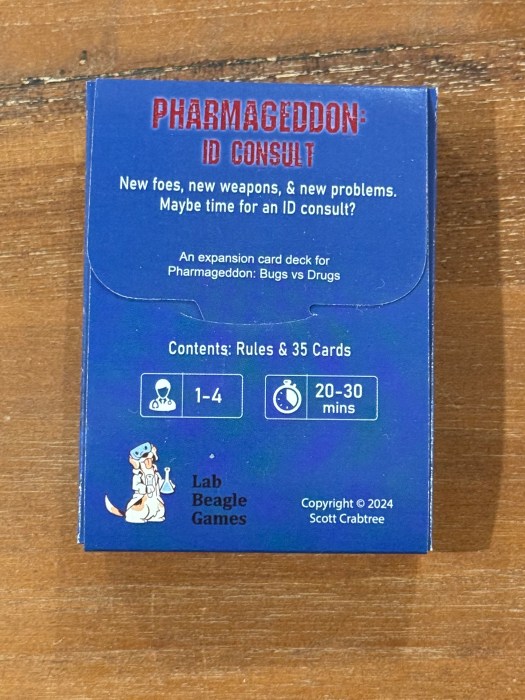 PHARMAGEDDON:
ID CONSULT
New foes, new weapons, & new problems.
Maybe time for an ID consult?
An expansion card deck for
Pharmageddon: Bugs vs Drugs
Contents: Rules & 35 Cards
1-4
20-30
mins
Lab
Beagle
Games
Copyright © 2024
Scott Crabtree